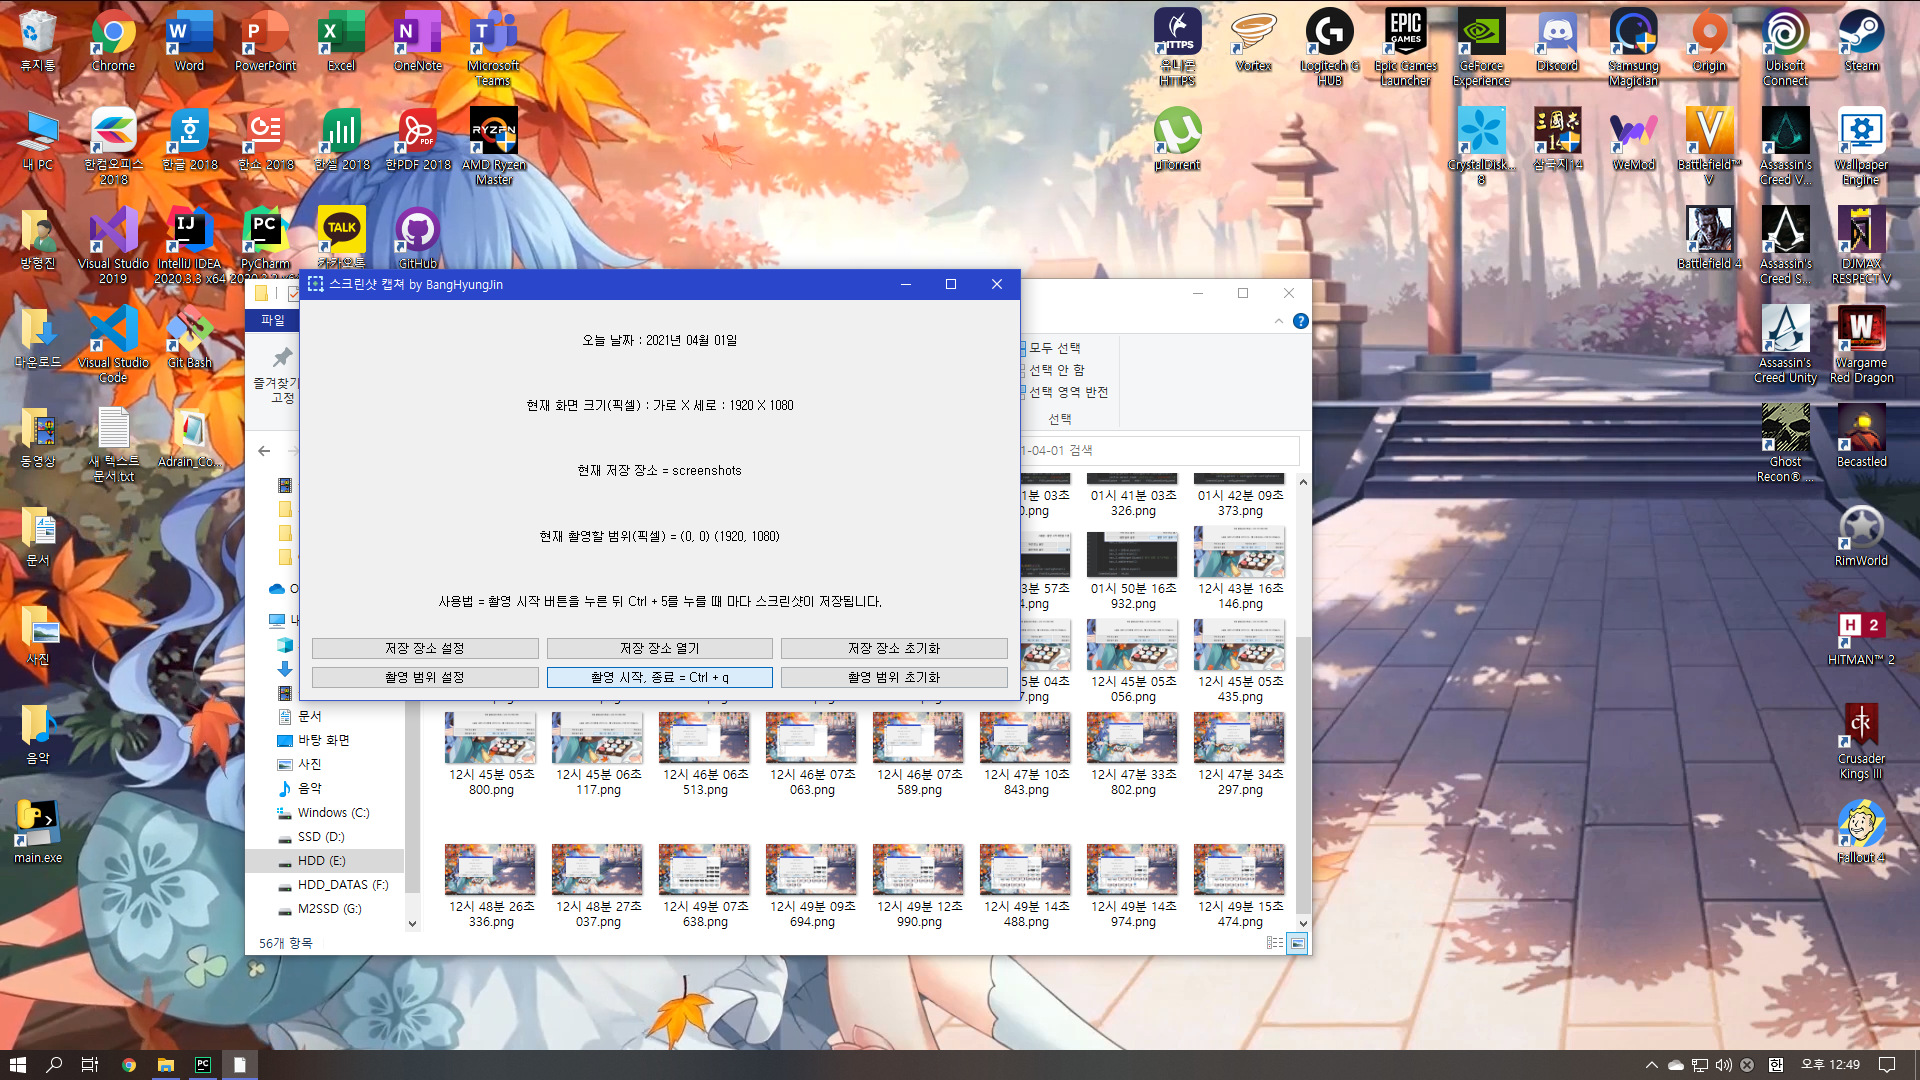 휴지통
Chrome
Word
PowerPoint
Excel
OneNote
Microsoft
Teams
유니콘
HTTPS
Vortex
Logitech G
HUB
Epic Games
Launcher
GeForce
Experience
Discord
Samsung
Magician
Origin
Ubisoft
Connect
Steam
내 PC
한컴오피스
2018
한글 2018
한쇼 2018
한셀 2018
한PDF 2018
AMD Ryzen
Master
µTorrent
CrystalDisk...
8
삼국지14
WeMod
Battlefield™
V
Assassin's
Creed V...
Wallpaper
Engine
방형진
Visual Studio
2019
IntelliJ IDEA
2020.3.3 x64
PyCharm
카카오톡
GitHub
Battlefield 4
Assassin's
Creed S...
DJMAX
RESPECT V
다운로드
Visual Studio
Code
Git Bash
Assassin's
Creed Unity
Wargame
Red Dragon
동영상
새 텍스트
문서.txt
Adrain_Co...
Ghost
Recon® ...
Becastled
문서
RimWorld
사진
HITMAN™ 2
음악
Crusader
Kings III
main.exe
Fallout 4
스크린샷 캡쳐 by BangHyungJin
오늘 날짜 : 2021년 04월 01일
현재 화면 크기(픽셀) : 가로 X 세로 : 1920 X 1080
현재 저장 장소 = screenshots
현재 촬영할 범위(픽셀) = (0, 0) (1920, 1080)
사용법 = 촬영 시작 버튼을 누른 뒤 Ctrl + 5를 누를 때 마다 스크린샷이 저장됩니다.
저장 장소 설정
저장 장소 열기
저장 장소 초기화
촬영 범위 설정
촬영 시작, 종료 = Ctrl + q
촬영 범위 초기화
파일
즐겨찾기
고정
모두 선택
선택 안 함
선택 영역 반전
선택
1-04-01 검색
문서
바탕 화면
사진
음악
Windows (C:)
SSD (D:)
HDD (E:)
HDD_DATAS (F:)
M2SSD (G:)
1분 03초
0.png
01시 41분 03초
326.png
01시 42분 09초
373.png
3분 57초
.png
01시 50분 16초
932.png
12시 43분 16초
146.png
5분 04초
7.png
12시 45분 05초
056.png
12시 45분 05초
435.png
12시 45분 05초
800.png
12시 45분 06초
117.png
12시 46분 06초
513.png
12시 46분 07초
063.png
12시 46분 07초
589.png
12시 47분 10초
843.png
12시 47분 33초
802.png
12시 47분 34초
297.png
12시 48분 26초
336.png
12시 48분 27초
037.png
12시 49분 07초
638.png
12시 49분 09초
694.png
12시 49분 12초
990.png
12시 49분 14초
488.png
12시 49분 14초
974.png
12시 49분 15초
474.png
56개 항목
한
오후 12:49